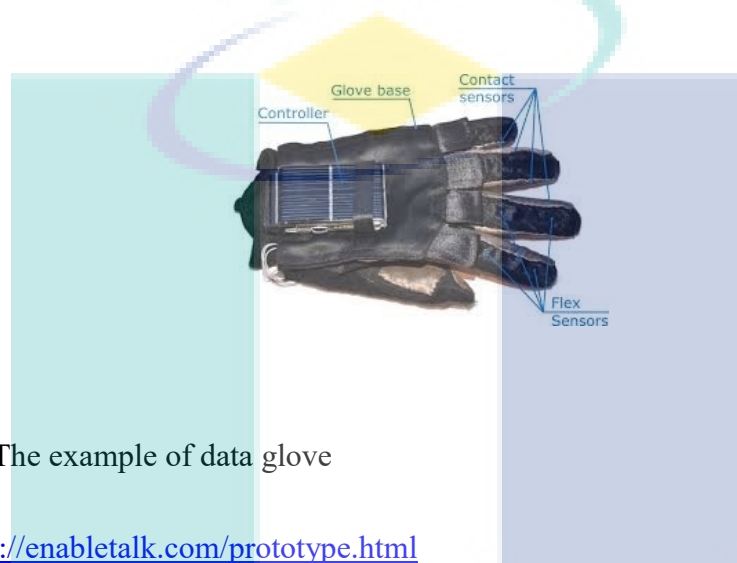 Contact
sensors
Glove base
Controller
Flex
Sensors
The example of data glove
://enabletalk.com/prototype.html